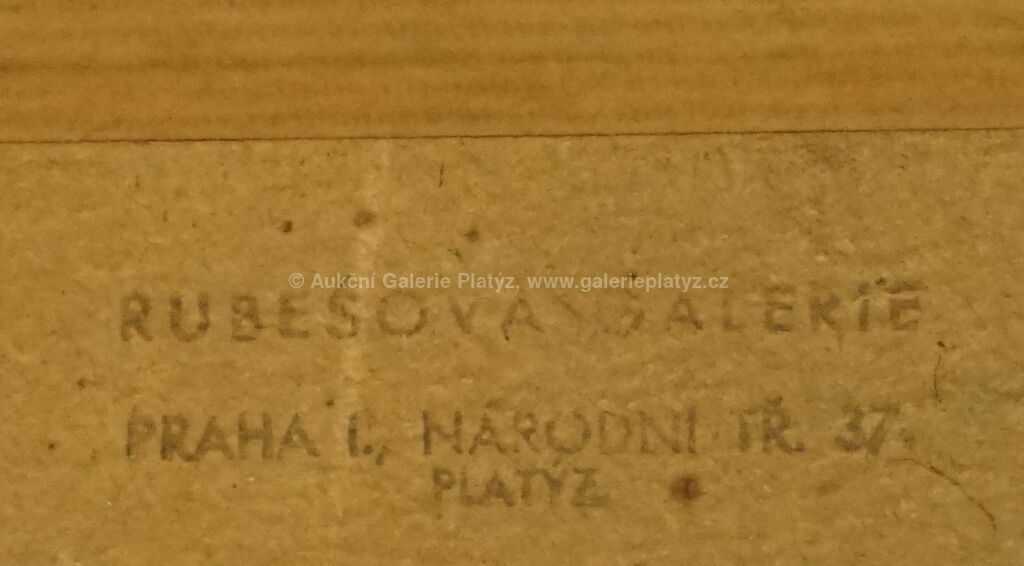 © Aukční Galerie Platýz, www.galerieplatyz.cz
RUBEŠOVA GALERIE
PRAHA I., NÁRODNÍ TŘ. 37
PLATÝZ